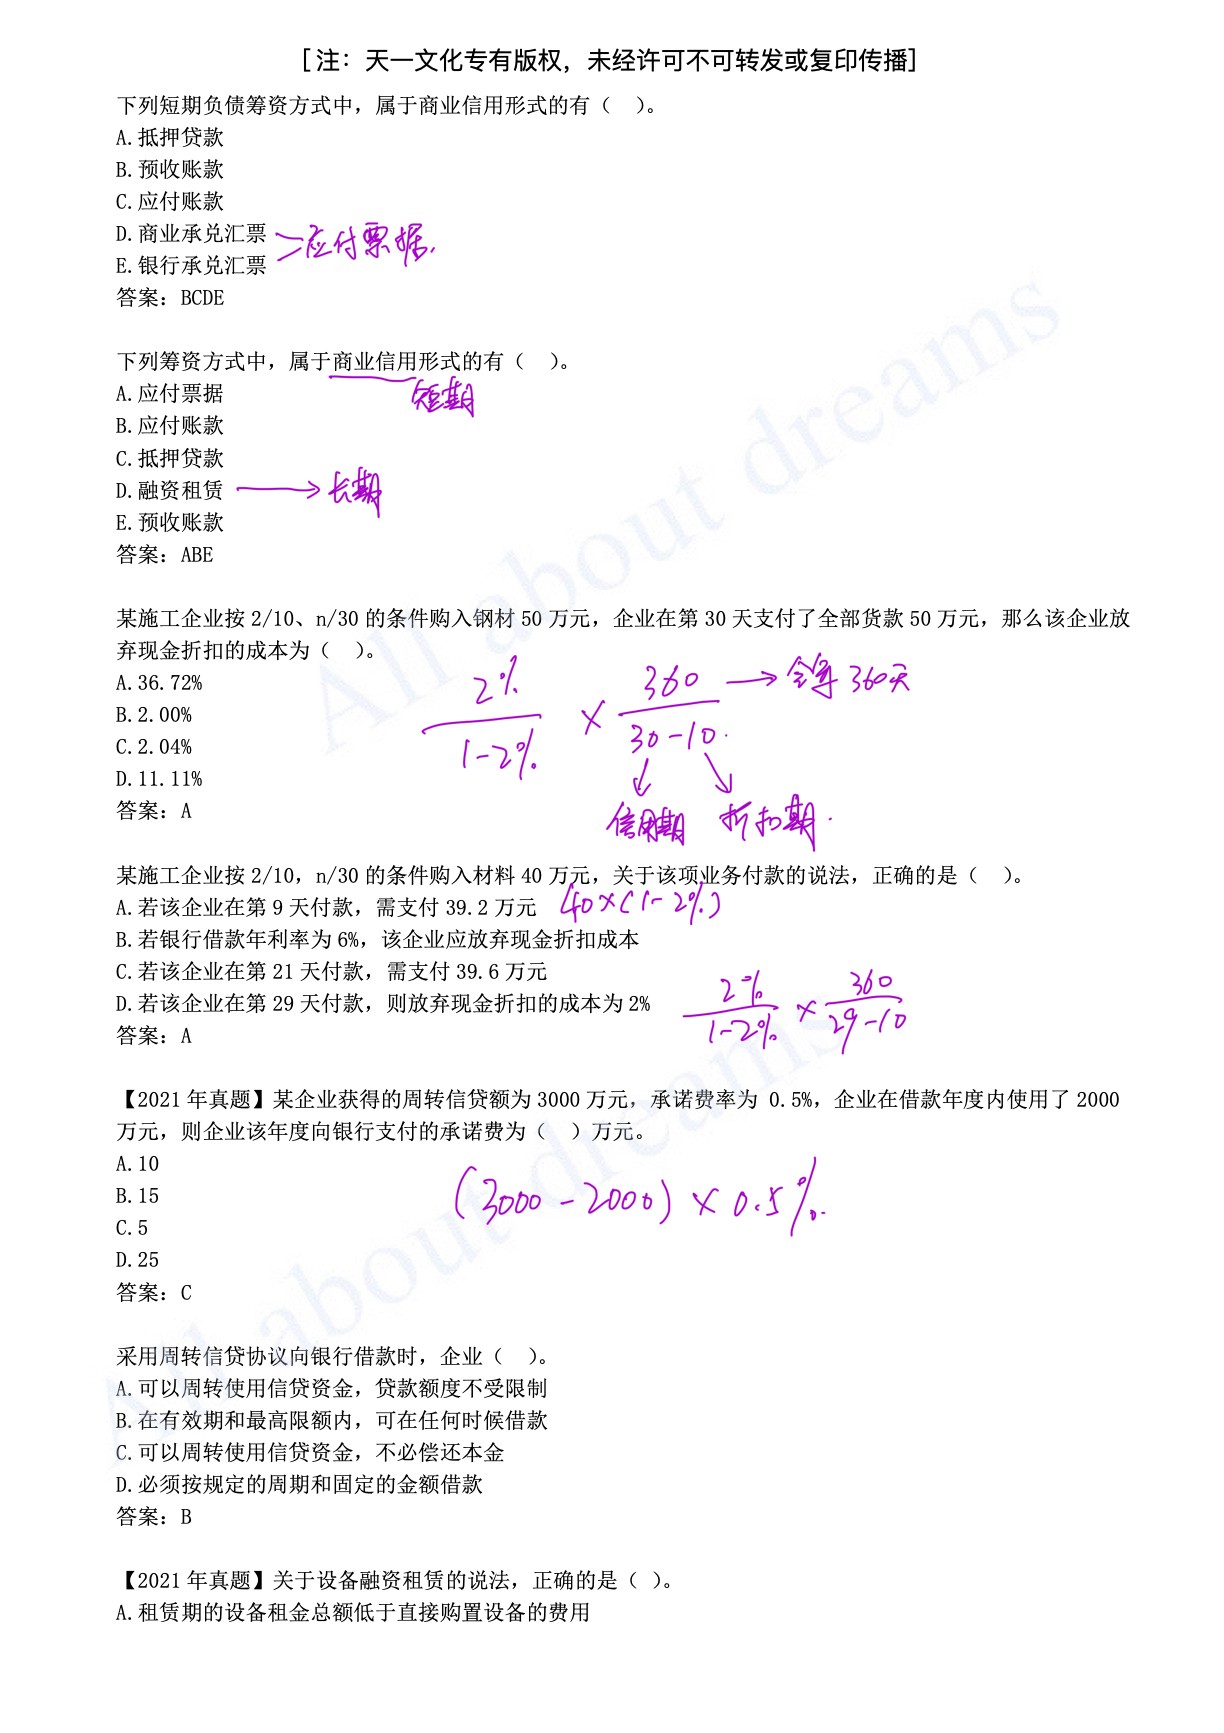 [注：天一文化专有版权，未经许可不可转发或复印传播]
下列短期负债筹资方式中，属于商业信用形式的有（  ）。
A.抵押贷款
B.预收账款
C.应付账款
D.商业承兑汇票
应付票据.
E.银行承兑汇票
答案：BCDE
下列筹资方式中，属于商业信用形式的有（  ）。
A.应付票据
短期
B.应付账款
C.抵押贷款
D.融资租赁 → 长期
E.预收账款
答案：ABE
某施工企业按 2/10、n/30 的条件购入钢材 50 万元，企业在第 30 天支付了全部货款 50 万元，那么该企业放
弃现金折扣的成本为（  ）。
A.36.72%
2% / 1-2% × 360 / 30-10. → 全年 360天
B.2.00%
C.2.04%
D.11.11%
答案：A
信用期 折扣期.
某施工企业按 2/10，n/30 的条件购入材料 40 万元，关于该项业务付款的说法，正确的是（  ）。
A.若该企业在第 9 天付款，需支付 39.2 万元 40×(1-2%)
B.若银行借款年利率为 6%，该企业应放弃现金折扣成本
C.若该企业在第 21 天付款，需支付 39.6 万元
D.若该企业在第 29 天付款，则放弃现金折扣的成本为 2%
2% / 1-2% × 360 / 29-10
答案：A
【2021 年真题】某企业获得的周转信贷额为 3000 万元，承诺费率为 0.5%，企业在借款年度内使用了 2000
万元，则企业该年度向银行支付的承诺费为（  ）万元。
A.10
B.15
(3000-2000)×0.5%.
C.5
D.25
答案：C
采用周转信贷协议向银行借款时，企业（  ）。
A.可以周转使用信贷资金，贷款额度不受限制
B.在有效期和最高限额内，可在任何时候借款
C.可以周转使用信贷资金，不必偿还本金
D.必须按规定的周期和固定的金额借款
答案：B
【2021 年真题】关于设备融资租赁的说法，正确的是（ ）。
A.租赁期的设备租金总额低于直接购置设备的费用
All about dreams
All about dreams